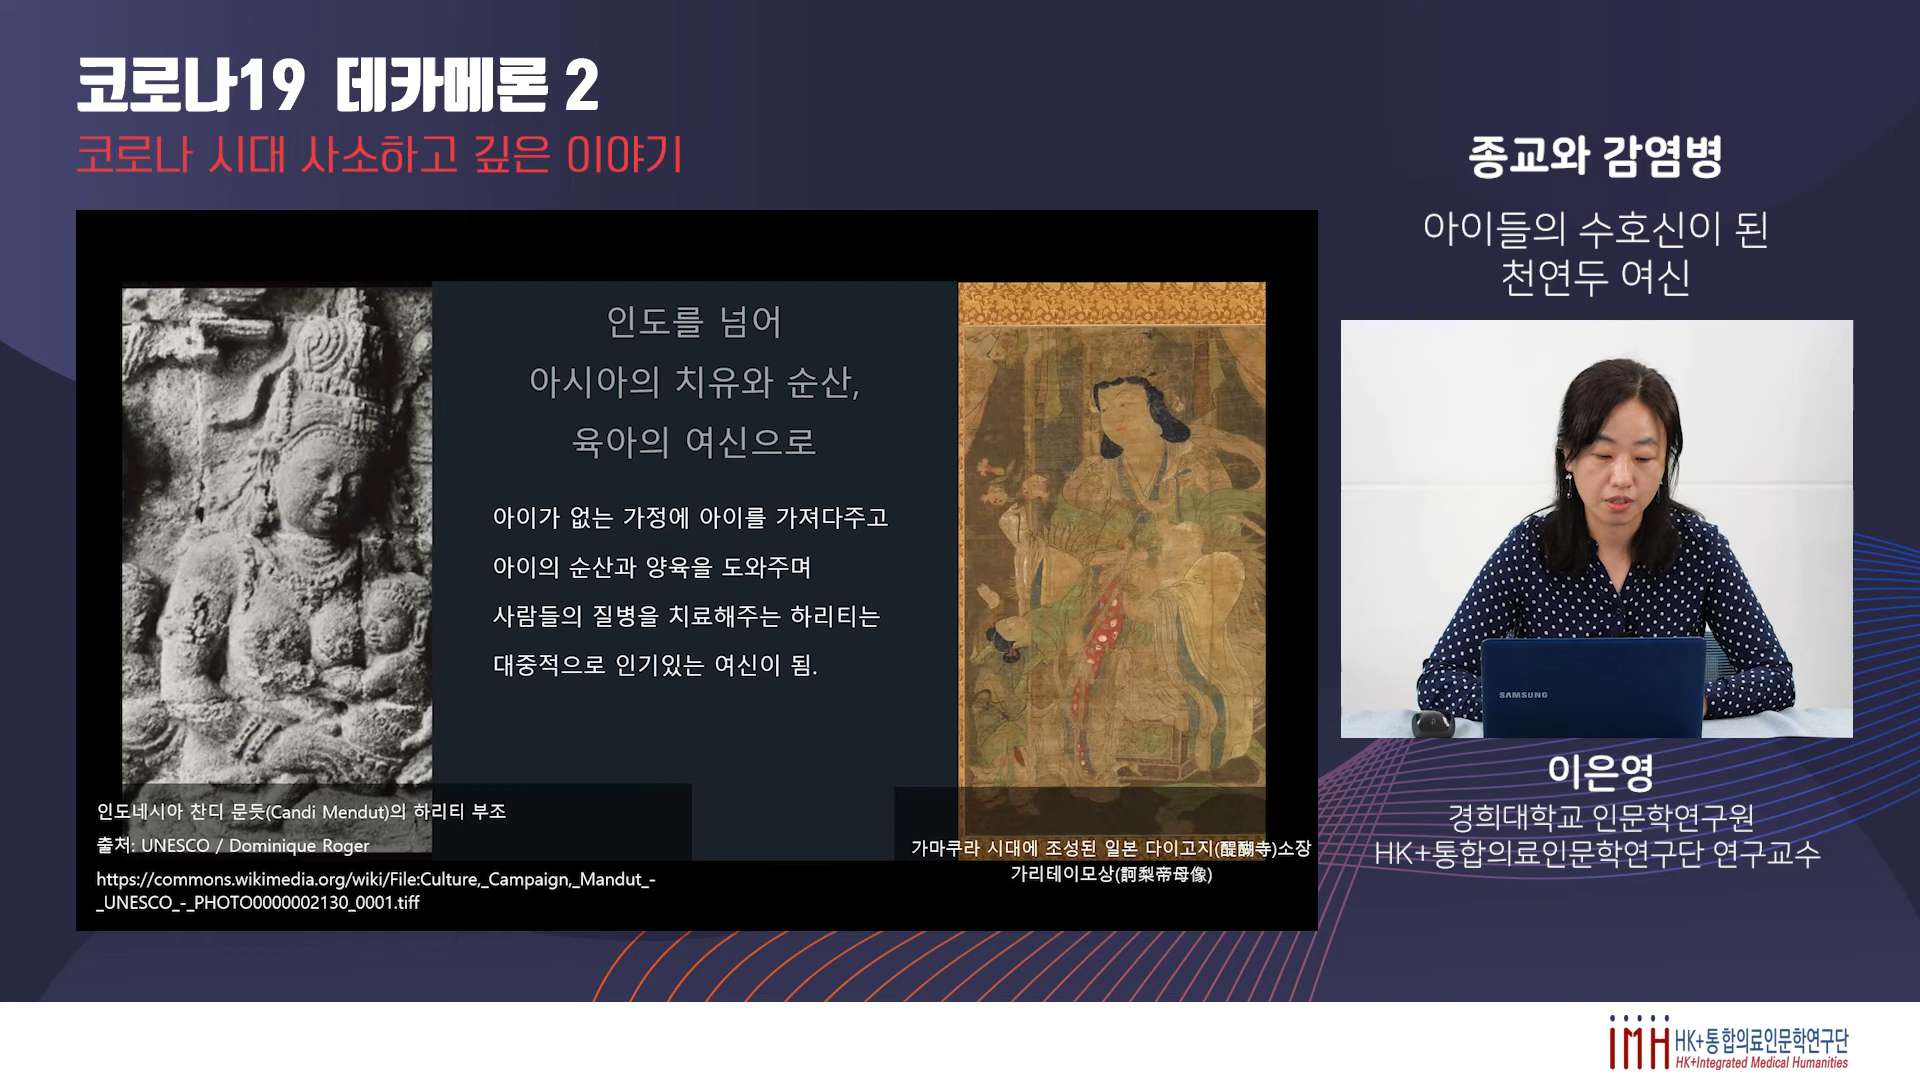 코로나19 데카메론 2
코로나 시대 사소하고 깊은 이야기
종교와 감염병
아이들의 수호신이 된
천연두 여신
인도를 넘어
아시아의 치유와 순산,
육아의 여신으로
아이가 없는 가정에 아이를 가져다주고
아이의 순산과 양육을 도와주며
사람들의 질병을 치료해주는 하리티는
대중적으로 인기있는 여신이 됨.
인도네시아 찬디 문듯(Candi Mendut)의 하리티 부조
출처: UNESCO / Dominique Roger
https://commons.wikimedia.org/wiki/File:Culture,_Campaign,_Mandut_-
_UNESCO_-_PHOTO0000002130_0001.tiff
가마쿠라 시대에 조성된 일본 다이고지(醍醐寺)소장
가리테이모상(訶梨帝母像)
SAMSUNG
이은영
경희대학교 인문학연구원
HK+통합의료인문학연구단 연구교수
IMH HK+통합의료인문학연구단
HK+Integrated Medical Humanities